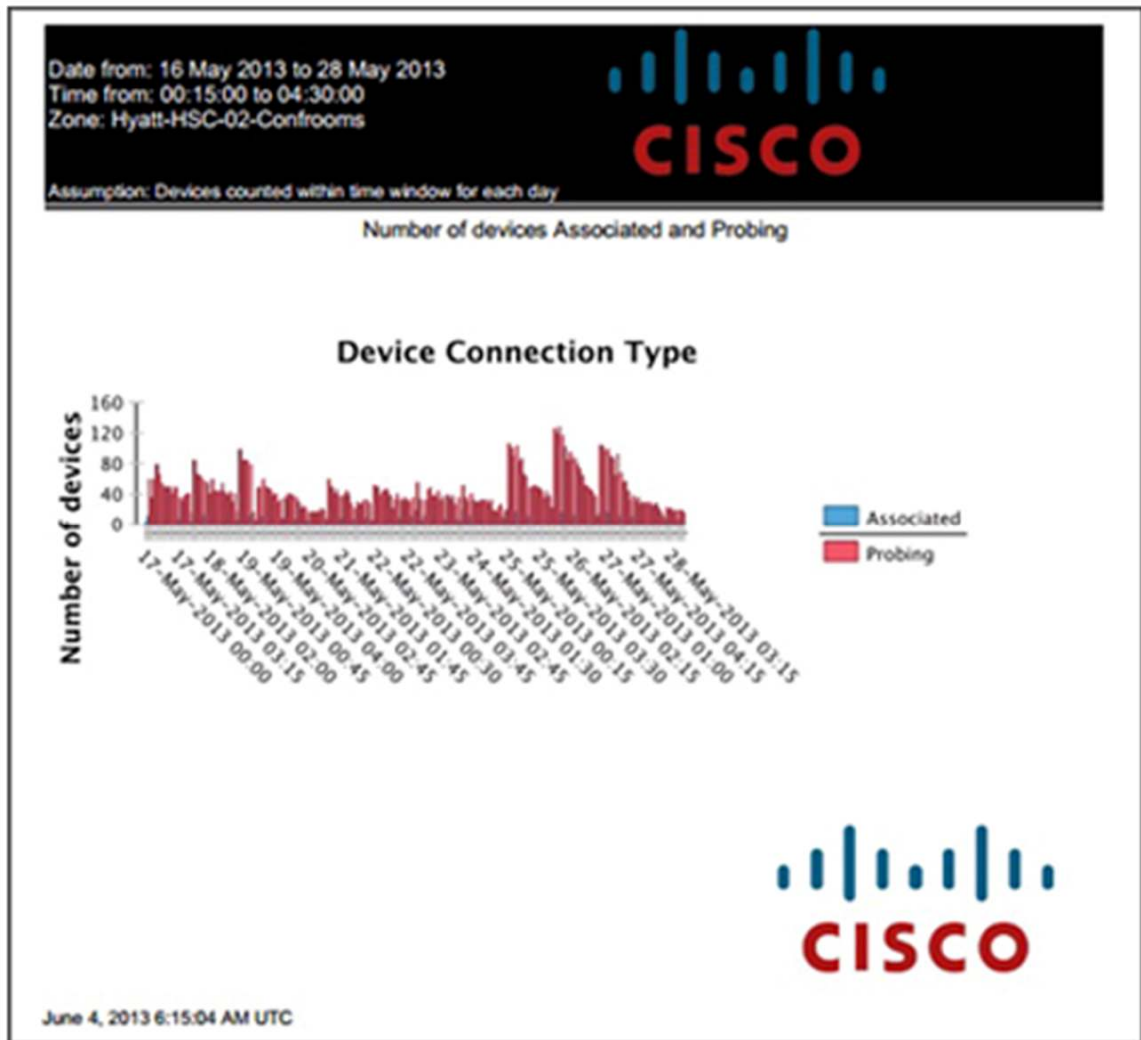 Date from: 16 May 2013 to 28 May 2013
Time from: 00:15:00 to 04:30:00
Zone: Hyatt-HSC-02-Confrooms
Assumption: Devices counted within time window for each day
CISCO
Number of devices Associated and Probing
Device Connection Type
Number of devices
160
120
80
40
0
17-May-2013 00:00
17-May-2013 03:15
18-May-2013 02:00
19-May-2013 00:45
19-May-2013 04:00
20-May-2013 02:45
21-May-2013 01:45
22-May-2013 00:30
22-May-2013 03:45
23-May-2013 02:45
24-May-2013 01:30
25-May-2013 00:15
25-May-2013 03:30
26-May-2013 02:15
27-May-2013 01:00
27-May-2013 04:15
28-May-2013 03:15
Associated
Probing
CISCO
June 4, 2013 6:15:04 AM UTC